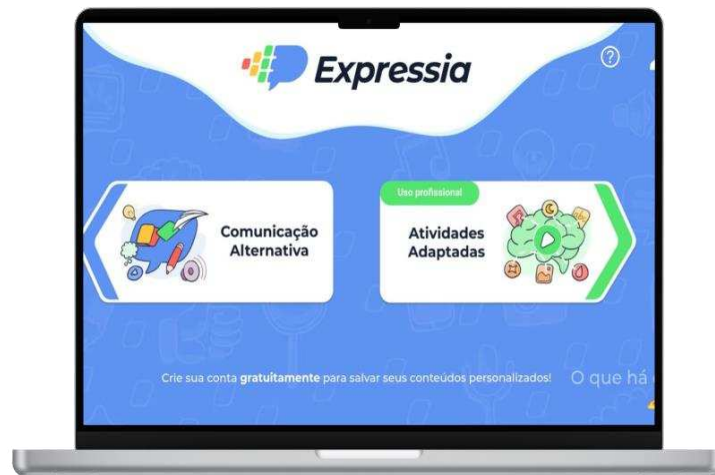 Expressia
?
Comunicação
Alternativa
Uso profissional
Atividades
Adaptadas
Crie sua conta gratuitamente para salvar seus conteúdos personalizados!
O que há